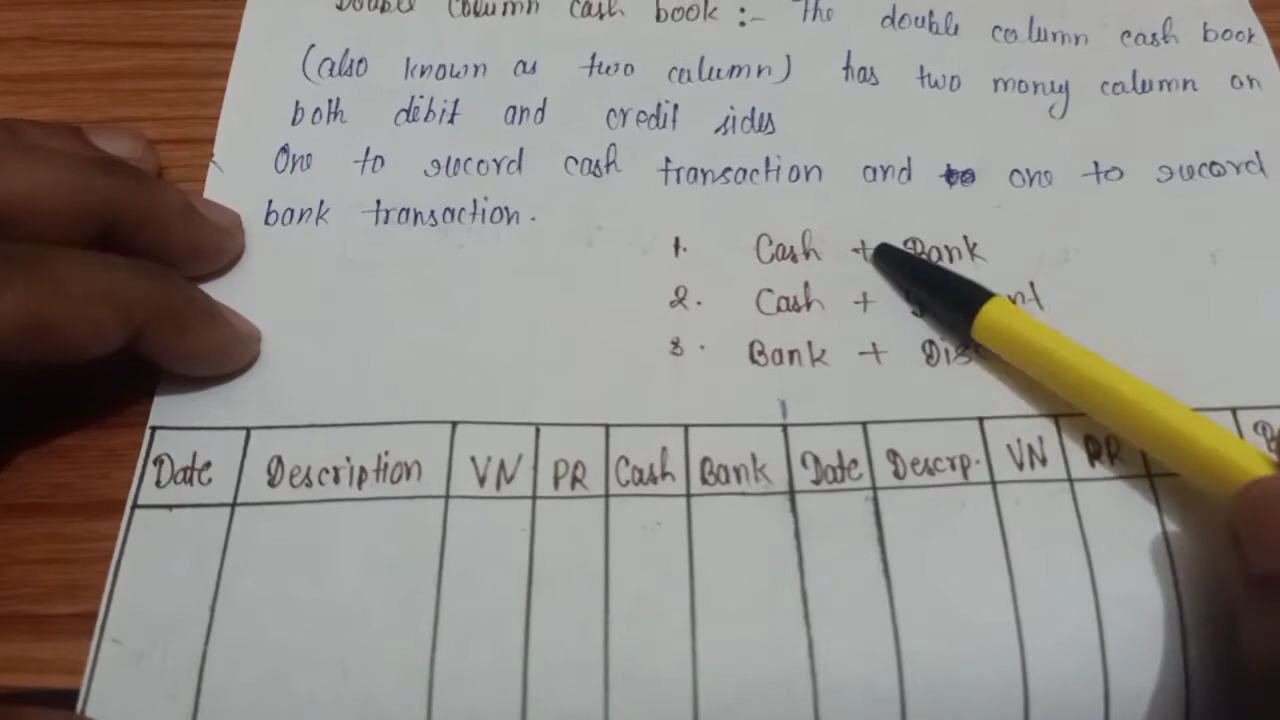 Double column cash book :- The double column cash book
(also known as two column) has two money column on
both debit and credit sides
One to record cash transaction and one to record
bank transaction.
1. Cash + Bank
2. Cash +
3. Bank +
Date Description VN PR Cash Bank Date Descrp. VN PR